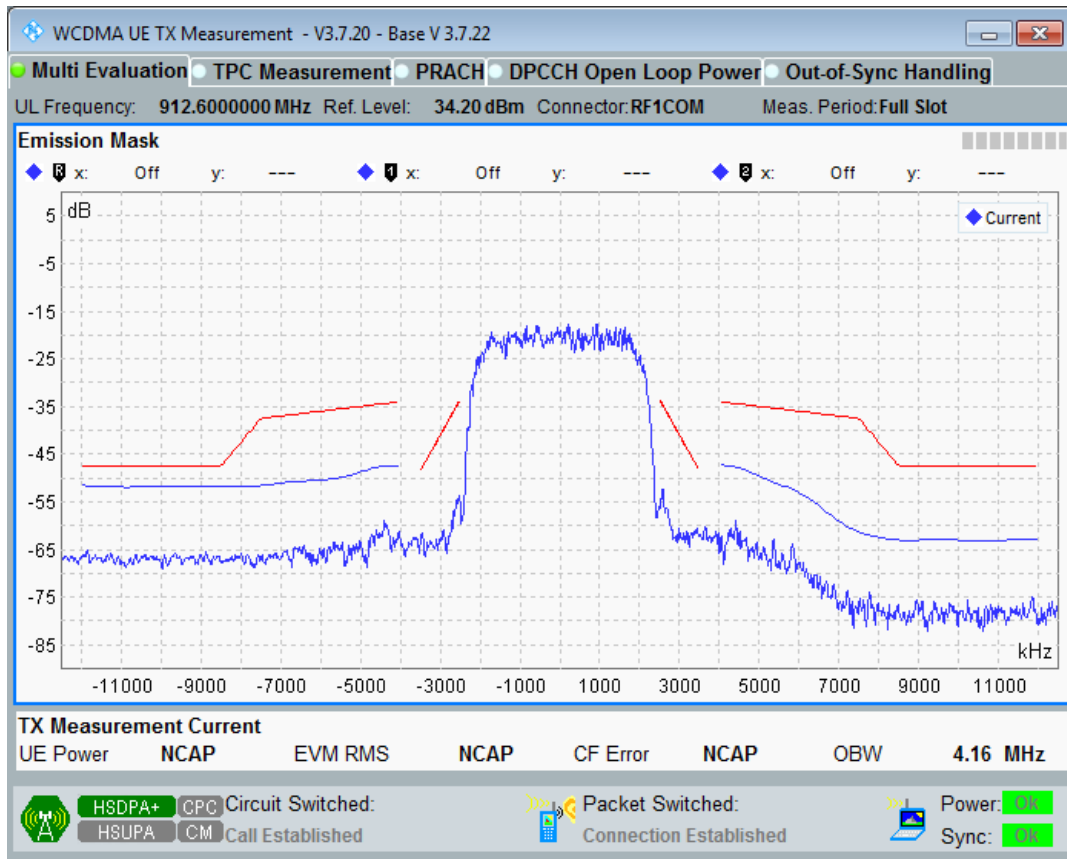 WCDMA UE TX Measurement - V3.7.20 - Base V 3.7.22
Multi Evaluation TPC Measurement PRACH DPCCH Open Loop Power Out-of-Sync Handling
UL Frequency: 912.6000000 MHz Ref. Level: 34.20 dBm Connector: RF1COM Meas. Period: Full Slot
Emission Mask
R x: Off y: --- 1 x: Off y: --- 2 x: Off y: ---
dB
Current
5
-5
-15
-25
-35
-45
-55
-65
-75
-85
kHz
-11000 -9000 -7000 -5000 -3000 -1000 1000 3000 5000 7000 9000 11000
TX Measurement Current
UE Power NCAP EVM RMS NCAP CF Error NCAP OBW 4.16 MHz
HSDPA+ CPC Circuit Switched: Packet Switched: Power: Ok
HSUPA CM Call Established Connection Established Sync: Ok